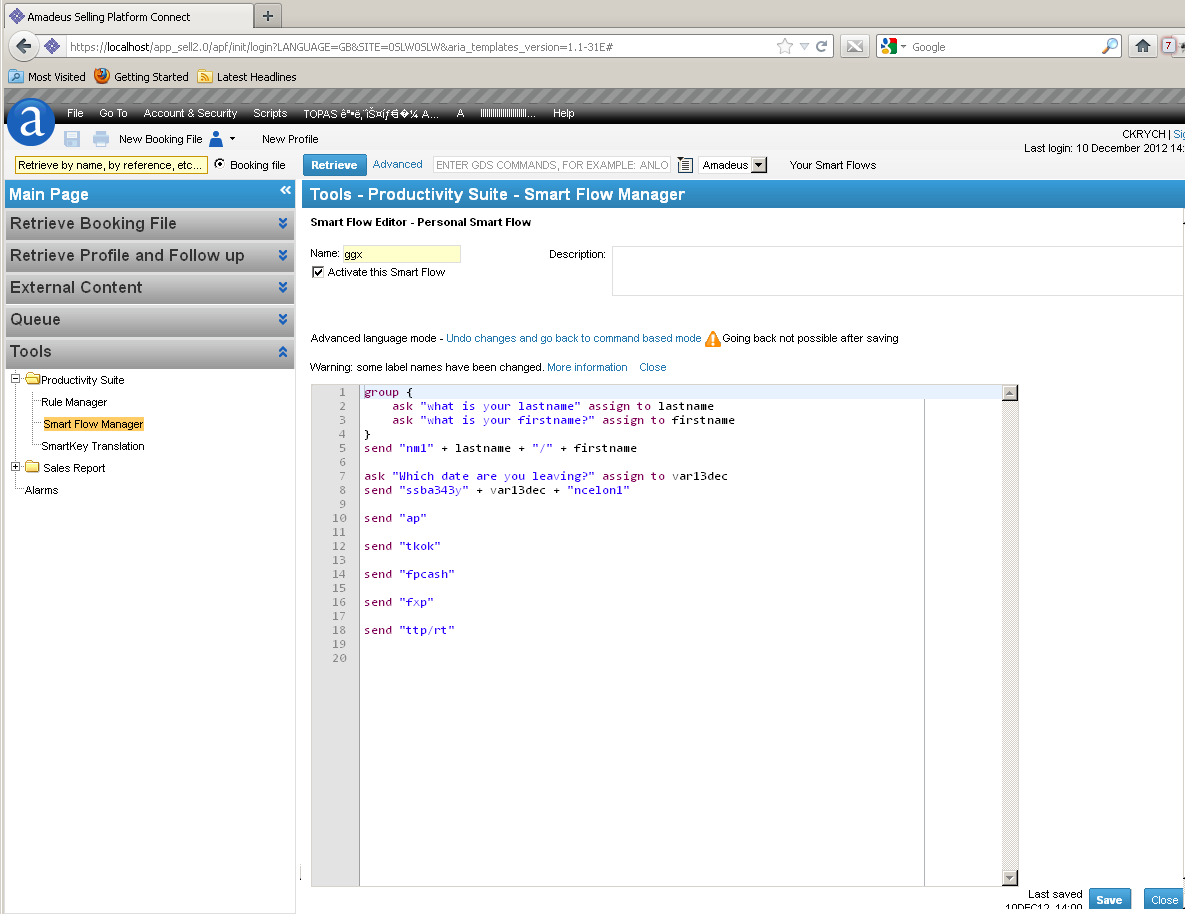 Amadeus Selling Platform Connect
https://localhost/app_sell2.0/apf/init/login?LANGUAGE=GB&SITE=0SLW0SLW&aria_templates_version=1.1-31E#
Google
7
Most Visited Getting Started Latest Headlines
a
File Go To Account & Security Scripts TOPAS A... A Help
New Booking File New Profile
CKRYCH | Sig
Last login: 10 December 2012 14:
Retrieve by name, by reference, etc... Booking file Retrieve Advanced ENTER GDS COMMANDS, FOR EXAMPLE: ANLO Amadeus Your Smart Flows
Main Page «
Retrieve Booking File
Retrieve Profile and Follow up
External Content
Queue
Tools
Productivity Suite
Rule Manager
Smart Flow Manager
SmartKey Translation
Sales Report
Alarms
Tools - Productivity Suite - Smart Flow Manager
Smart Flow Editor - Personal Smart Flow
Name: ggx Description:
Activate this Smart Flow
Advanced language mode - Undo changes and go back to command based mode Going back not possible after saving
Warning: some label names have been changed. More information Close
1 group {
2 ask "what is your lastname" assign to lastname
3 ask "what is your firstname?" assign to firstname
4 }
5 send "nm1" + lastname + "/" + firstname
6
7 ask "Which date are you leaving?" assign to var13dec
8 send "ssba343y" + var13dec + "ncelon1"
9
10 send "ap"
11
12 send "tkok"
13
14 send "fpcash"
15
16 send "fxp"
17
18 send "ttp/rt"
19
20
Last saved
10DEC12, 14:00
Save Close